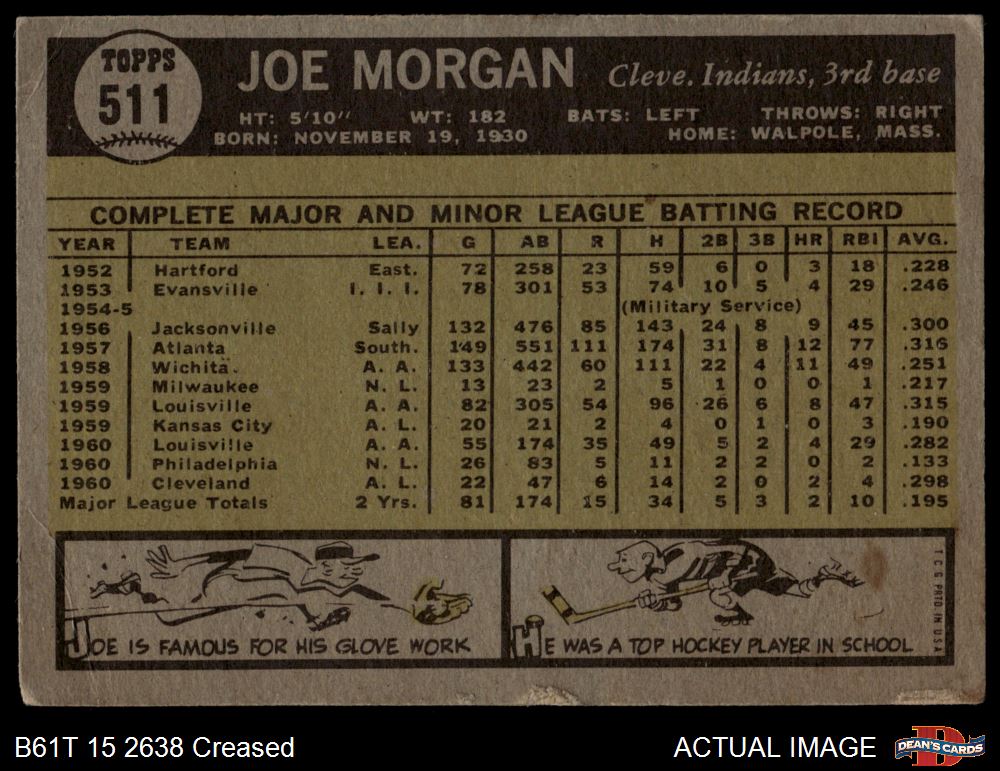 TOPPS
511
JOE MORGAN Cleve. Indians, 3rd base
HT: 5'10" WT: 182 BATS: LEFT THROWS: RIGHT
BORN: NOVEMBER 19, 1930 HOME: WALPOLE, MASS.
COMPLETE MAJOR AND MINOR LEAGUE BATTING RECORD
YEAR TEAM LEA. G AB R H 2B 3B HR RBI AVG.
1952 Hartford East. 72 258 23 59 6 0 3 18 .228
1953 Evansville I. I. I. 78 301 53 74 10 5 4 29 .246
1954-5 (Military Service)
1956 Jacksonville Sally 132 476 85 143 24 8 9 45 .300
1957 Atlanta South. 149 551 111 174 31 8 12 77 .316
1958 Wichita. A. A. 133 442 60 111 22 4 11 49 .251
1959 Milwaukee N. L. 13 23 2 5 1 0 0 1 .217
1959 Louisville A. A. 82 305 54 96 26 6 8 47 .315
1959 Kansas City A. L. 20 21 2 4 0 1 0 3 .190
1960 Louisville A. A. 55 174 35 49 5 2 4 29 .282
1960 Philadelphia N. L. 26 83 5 11 2 2 0 2 .133
1960 Cleveland A. L. 22 47 6 14 2 0 2 4 .298
Major League Totals 2 Yrs. 81 174 15 34 5 3 2 10 .195
JOE IS FAMOUS FOR HIS GLOVE WORK
HE WAS A TOP HOCKEY PLAYER IN SCHOOL
T. C. G. PRTD. IN U.S.A.
B61T 15 2638 Creased
ACTUAL IMAGE
D
DEAN'S CARDS